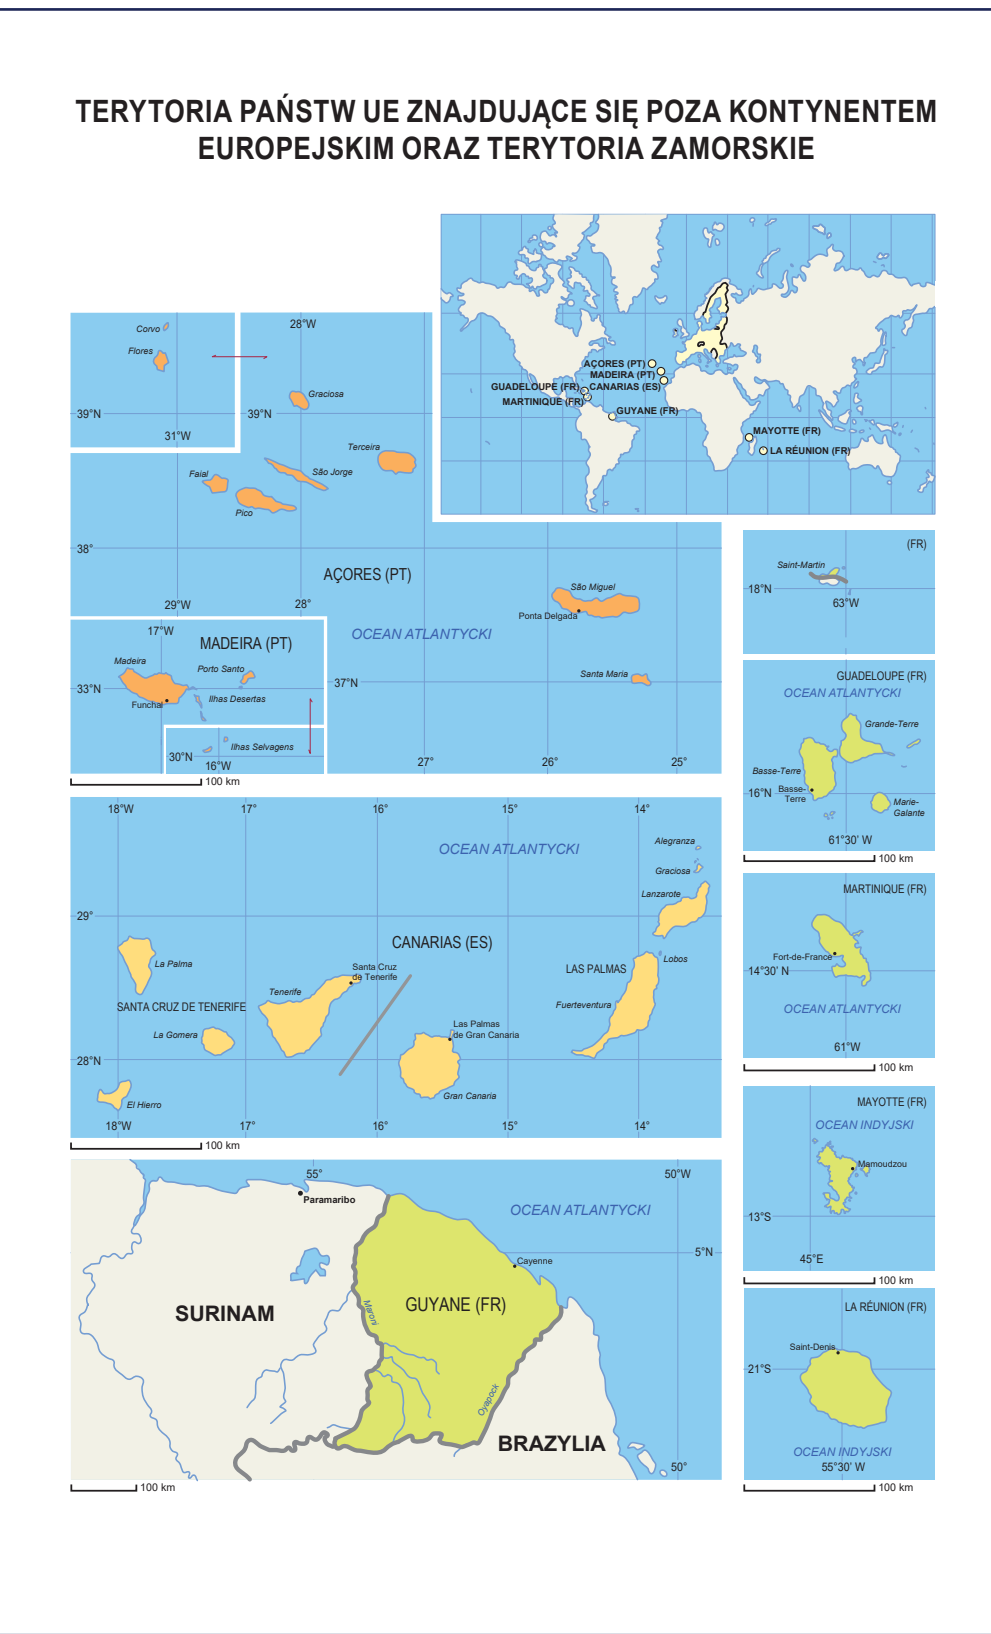 TERYTORIA PAŃSTW UE ZNAJDUJĄCE SIĘ POZA KONTYNENTEM
EUROPEJSKIM ORAZ TERYTORIA ZAMORSKIE
AÇORES (PT)
MADEIRA (PT)
GUADELOUPE (FR)
CANARIAS (ES)
MARTINIQUE (FR)
GUYANE (FR)
MAYOTTE (FR)
LA RÉUNION (FR)
Corvo
Flores
39°N
31°W
28°W
Graciosa
39°N
Terceira
São Jorge
Faial
Pico
38°
AÇORES (PT)
29°W
28°
São Miguel
Ponta Delgada
OCEAN ATLANTYCKI
Santa Maria
37°N
27°
26°
25°
17°W
MADEIRA (PT)
Madeira
Porto Santo
33°N
Ilhas Desertas
Funchal
Ilhas Selvagens
30°N
16°W
100 km
18°W
17°
16°
15°
14°
OCEAN ATLANTYCKI
Alegranza
Graciosa
Lanzarote
29°
CANARIAS (ES)
Lobos
La Palma
Santa Cruz
de Tenerife
LAS PALMAS
Tenerife
SANTA CRUZ DE TENERIFE
Fuerteventura
La Gomera
Las Palmas
de Gran Canaria
28°N
Gran Canaria
El Hierro
18°W
17°
16°
15°
14°
100 km
55°
50°W
Paramaribo
OCEAN ATLANTYCKI
5°N
Cayenne
SURINAM
GUYANE (FR)
Maroni
Oyapock
BRAZYLIA
50°
100 km
(FR)
Saint-Martin
18°N
63°W
GUADELOUPE (FR)
OCEAN ATLANTYCKI
Grande-Terre
Basse-Terre
16°N
Basse-
Terre
Marie-
Galante
61°30' W
100 km
MARTINIQUE (FR)
Fort-de-France
14°30' N
OCEAN ATLANTYCKI
61°W
100 km
MAYOTTE (FR)
OCEAN INDYJSKI
Mamoudzou
13°S
45°E
100 km
LA RÉUNION (FR)
Saint-Denis
21°S
OCEAN INDYJSKI
55°30' W
100 km